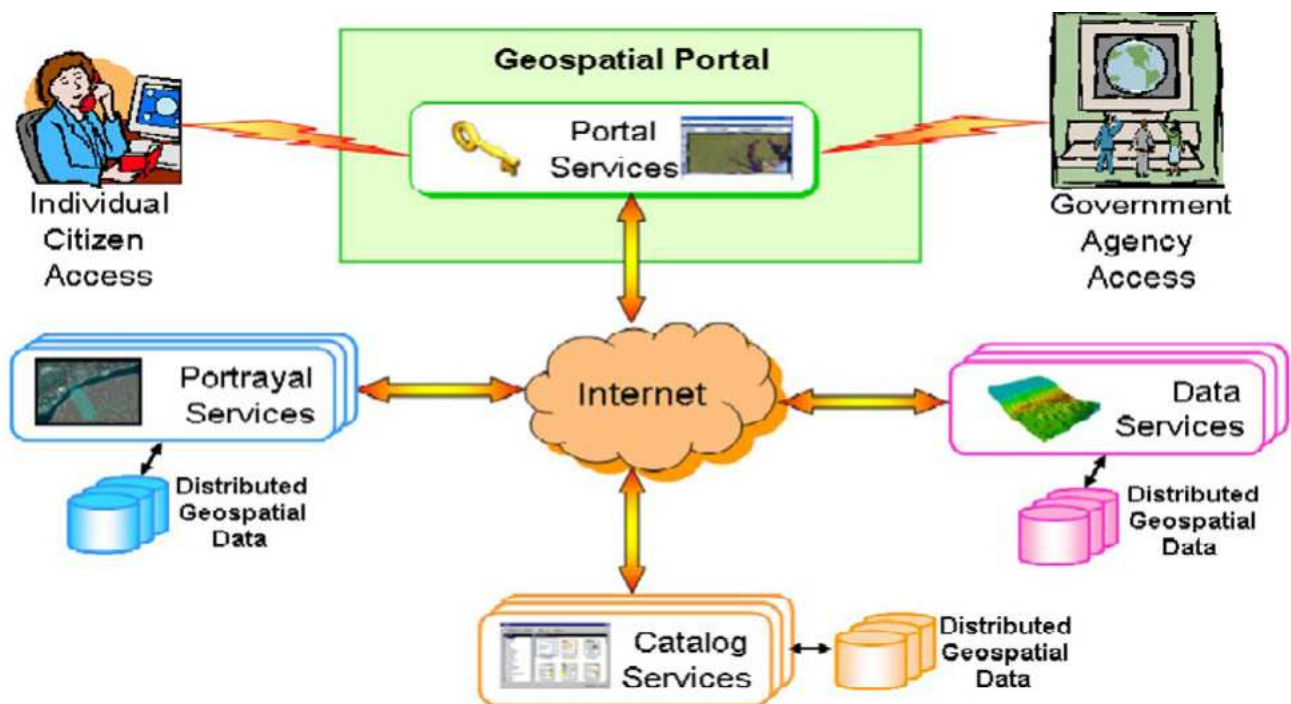 Geospatial Portal
Portal
Services
Individual
Citizen
Access
Government
Agency
Access
Portrayal
Services
Internet
Data
Services
Distributed
Geospatial
Data
Distributed
Geospatial
Data
Catalog
Services
Distributed
Geospatial
Data